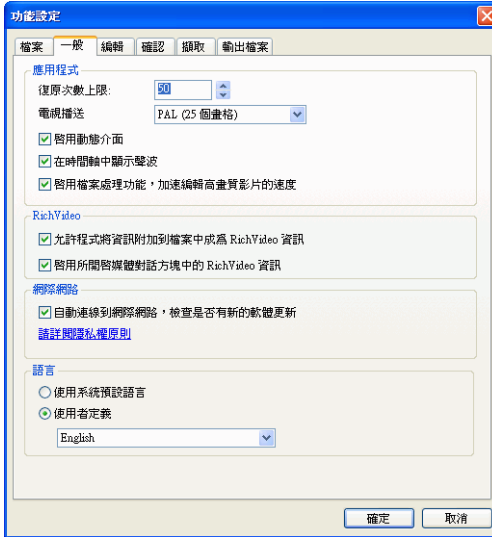 功能設定
檔案 一般 編輯 確認 擷取 輸出檔案
應用程式
復原次數上限: 50
電視播送 PAL (25 個畫格)
啓用動態介面
在時間軸中顯示聲波
啓用檔案處理功能，加速編輯高畫質影片的速度
RichVideo
允許程式將資訊附加到檔案中成爲 RichVideo 資訊
啓用所開啓媒體對話方塊中的 RichVideo 資訊
網際網路
自動連線到網際網路，檢查是否有新的軟體更新
請詳閱隱私權原則
語言
使用系統預設語言
使用者定義
English
確定 取消